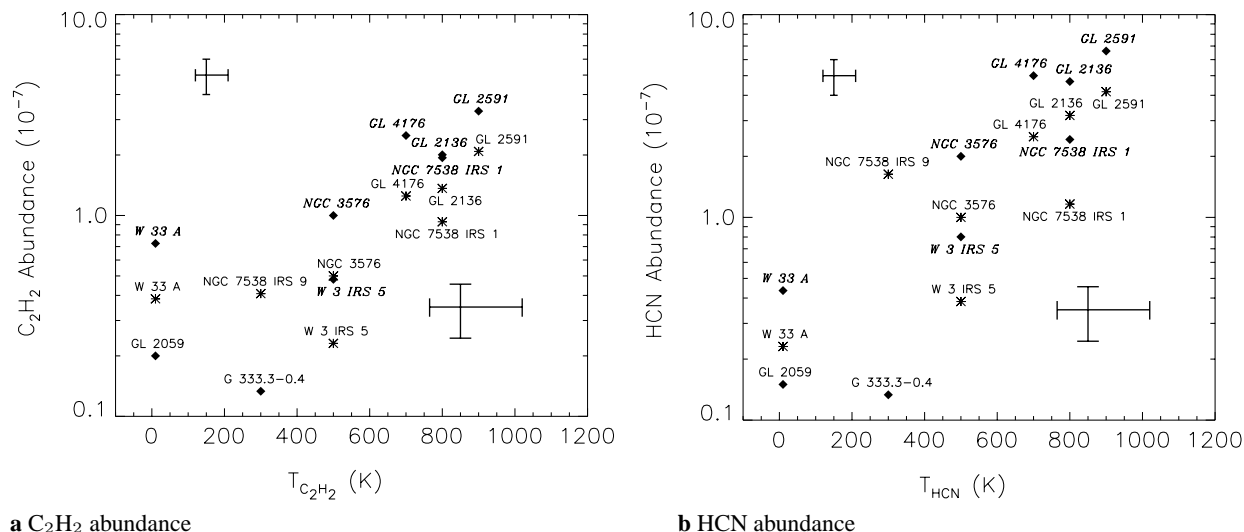 10.0
1.0
0.1
C₂H₂ Abundance (10⁻⁷)
GL 2591
GL 4176
GL 2136
GL 2591
NGC 7538 IRS 1
GL 4176
GL 2136
NGC 3576
NGC 7538 IRS 1
W 33 A
NGC 3576
W 33 A
NGC 7538 IRS 9
W 3 IRS 5
W 3 IRS 5
GL 2059
G 333.3−0.4
0 200 400 600 800 1000 1200
T_C₂H₂ (K)
a C₂H₂ abundance
10.0
1.0
0.1
HCN Abundance (10⁻⁷)
GL 2591
GL 4176
GL 2136
GL 2136
GL 2591
GL 4176
NGC 3576
NGC 7538 IRS 1
NGC 7538 IRS 9
NGC 3576
NGC 7538 IRS 1
W 3 IRS 5
W 33 A
W 3 IRS 5
W 33 A
GL 2059
G 333.3−0.4
0 200 400 600 800 1000 1200
T_HCN (K)
b HCN abundance